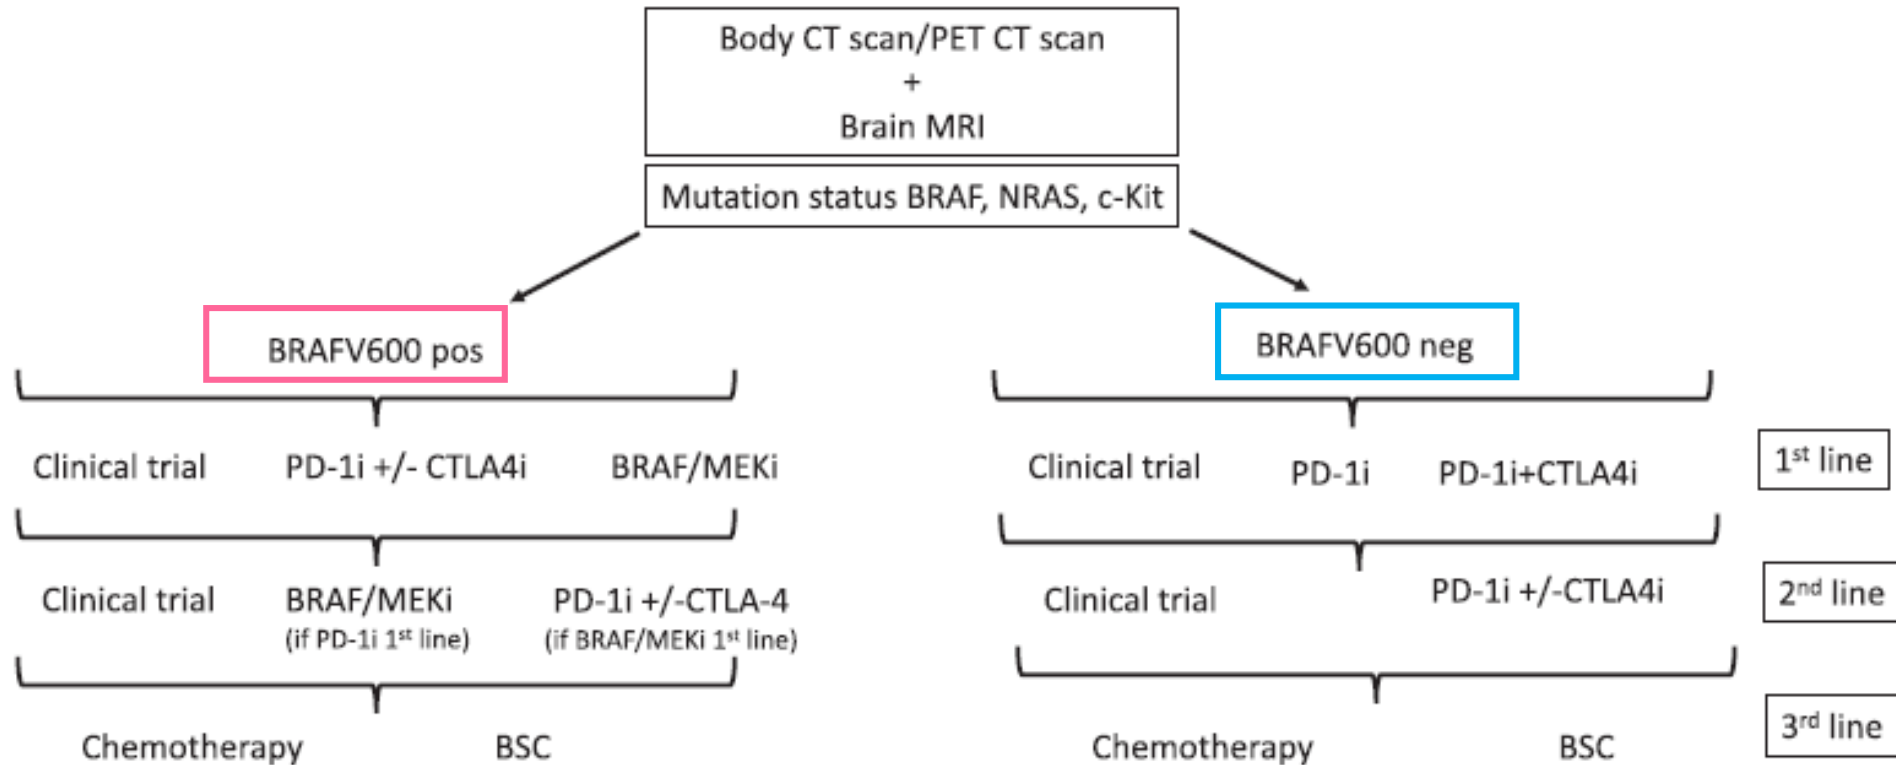 Body CT scan/PET CT scan
+
Brain MRI
Mutation status BRAF, NRAS, c-Kit
BRAFV600 pos
BRAFV600 neg
Clinical trial PD-1i +/- CTLA4i BRAF/MEKi
Clinical trial PD-1i PD-1i+CTLA4i
1st line
Clinical trial BRAF/MEKi PD-1i +/-CTLA-4
(if PD-1i 1st line) (if BRAF/MEKi 1st line)
Clinical trial PD-1i +/-CTLA4i
2nd line
Chemotherapy BSC
Chemotherapy BSC
3rd line